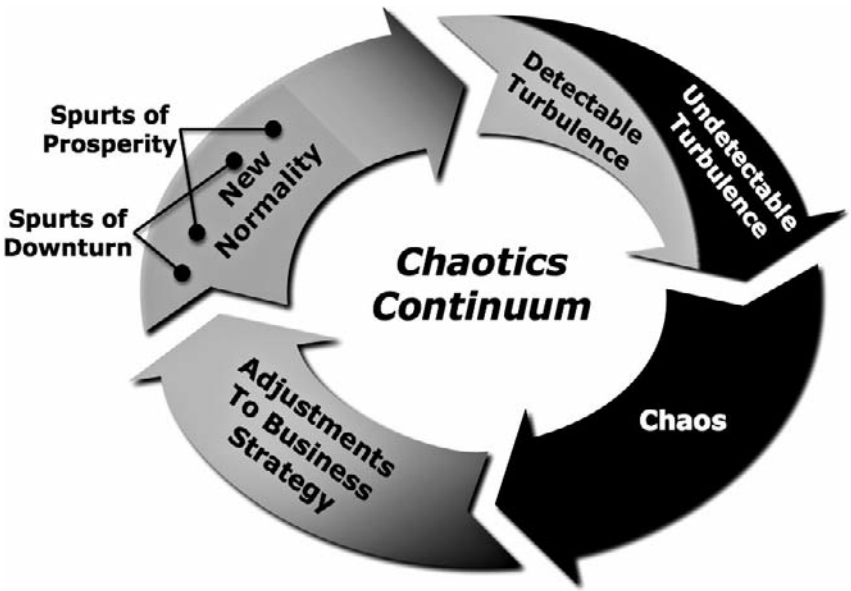 Spurts of
Prosperity
Spurts of
Downturn
New
Normality
Detectable
Turbulence
Undetectable
Turbulence
Chaotics
Continuum
Chaos
Adjustments
To Business
Strategy